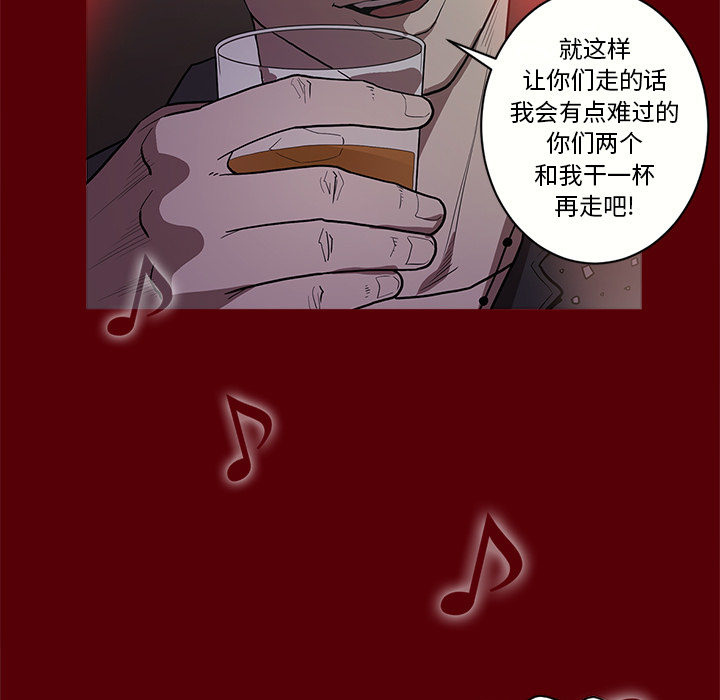 就这样
让你们走的话
我会有点难过的
你们两个
和我干一杯
再走吧!